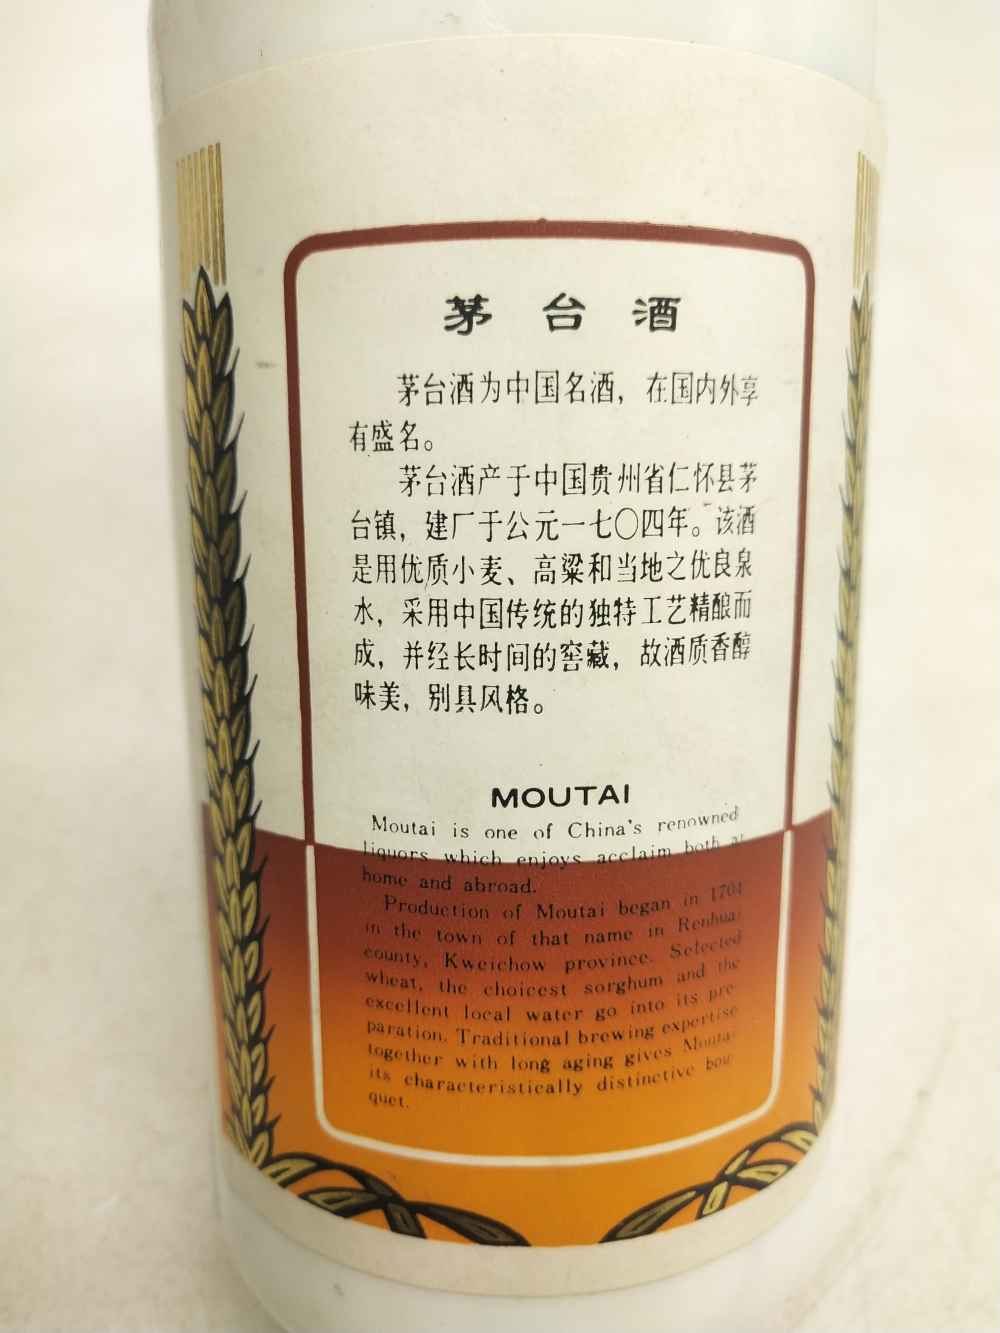 茅台酒
茅台酒为中国名酒，在国内外享
有盛名。
茅台酒产于中国贵州省仁怀县茅
台镇，建厂于公元一七〇四年。该酒
是用优质小麦、高粱和当地之优良泉
水，采用中国传统的独特工艺精酿而
成，并经长时间的窖藏，故酒质香醇
味美，别具风格。
MOUTAI
Moutai is one of China's renowned
liquors which enjoys acclaim both at
home and abroad.
Production of Moutai began in 1704
in the town of that name in Renhuai
county, Kweichow province. Selected
wheat, the choicest sorghum and the
excellent local water go into its pre-
paration. Traditional brewing expertise
together with long aging gives Moutai
its characteristically distinctive bou-
quet.